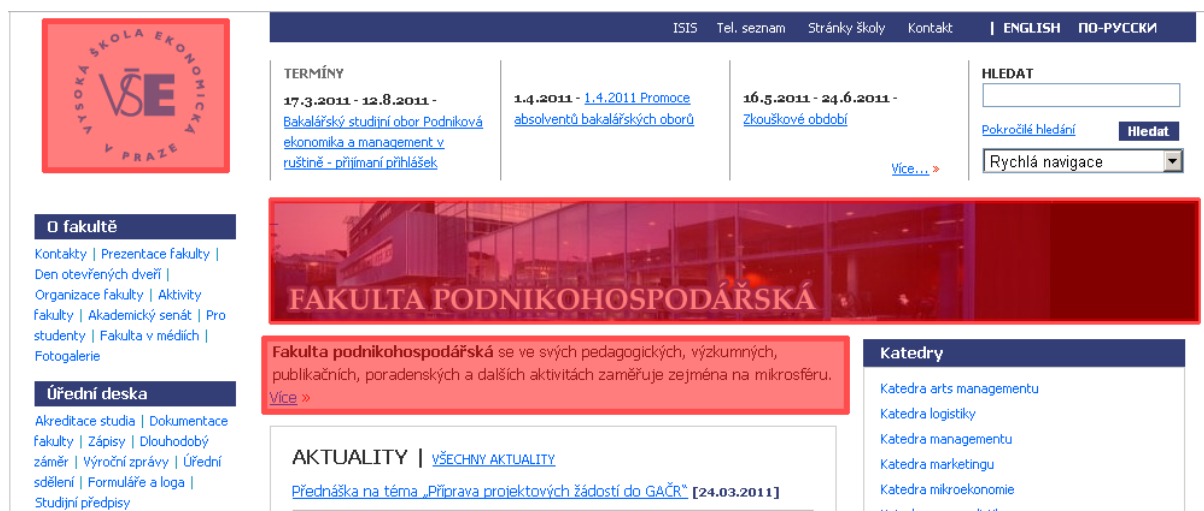 VYSOKÁ ŠKOLA EKONOMICKÁ V PRAZE
VŠE
ISIS Tel. seznam Stránky školy Kontakt | ENGLISH ПО-РУССКИ
TERMÍNY
17.3.2011 - 12.8.2011 -
Bakalářský studijní obor Podniková
ekonomika a management v
ruštině - přijímaní přihlášek
1.4.2011 - 1.4.2011 Promoce
absolventů bakalářských oborů
16.5.2011 - 24.6.2011 -
Zkouškové období
Více... »
HLEDAT
Pokročilé hledání Hledat
Rychlá navigace
O fakultě
Kontakty | Prezentace fakulty |
Den otevřených dveří |
Organizace fakulty | Aktivity
fakulty | Akademický senát | Pro
studenty | Fakulta v médiích |
Fotogalerie
Úřední deska
Akreditace studia | Dokumentace
fakulty | Zápisy | Dlouhodobý
záměr | Výroční zprávy | Úřední
sdělení | Formuláře a loga |
Studijní předpisy
FAKULTA PODNIKOHOSPODÁŘSKÁ
Fakulta podnikohospodářská se ve svých pedagogických, výzkumných,
publikačních, poradenských a dalších aktivitách zaměřuje zejména na mikrosféru.
Více »
AKTUALITY | VŠECHNY AKTUALITY
Přednáška na téma „Příprava projektových žádostí do GAČR" [24.03.2011]
Katedry
Katedra arts managementu
Katedra logistiky
Katedra managementu
Katedra marketingu
Katedra mikroekonomie